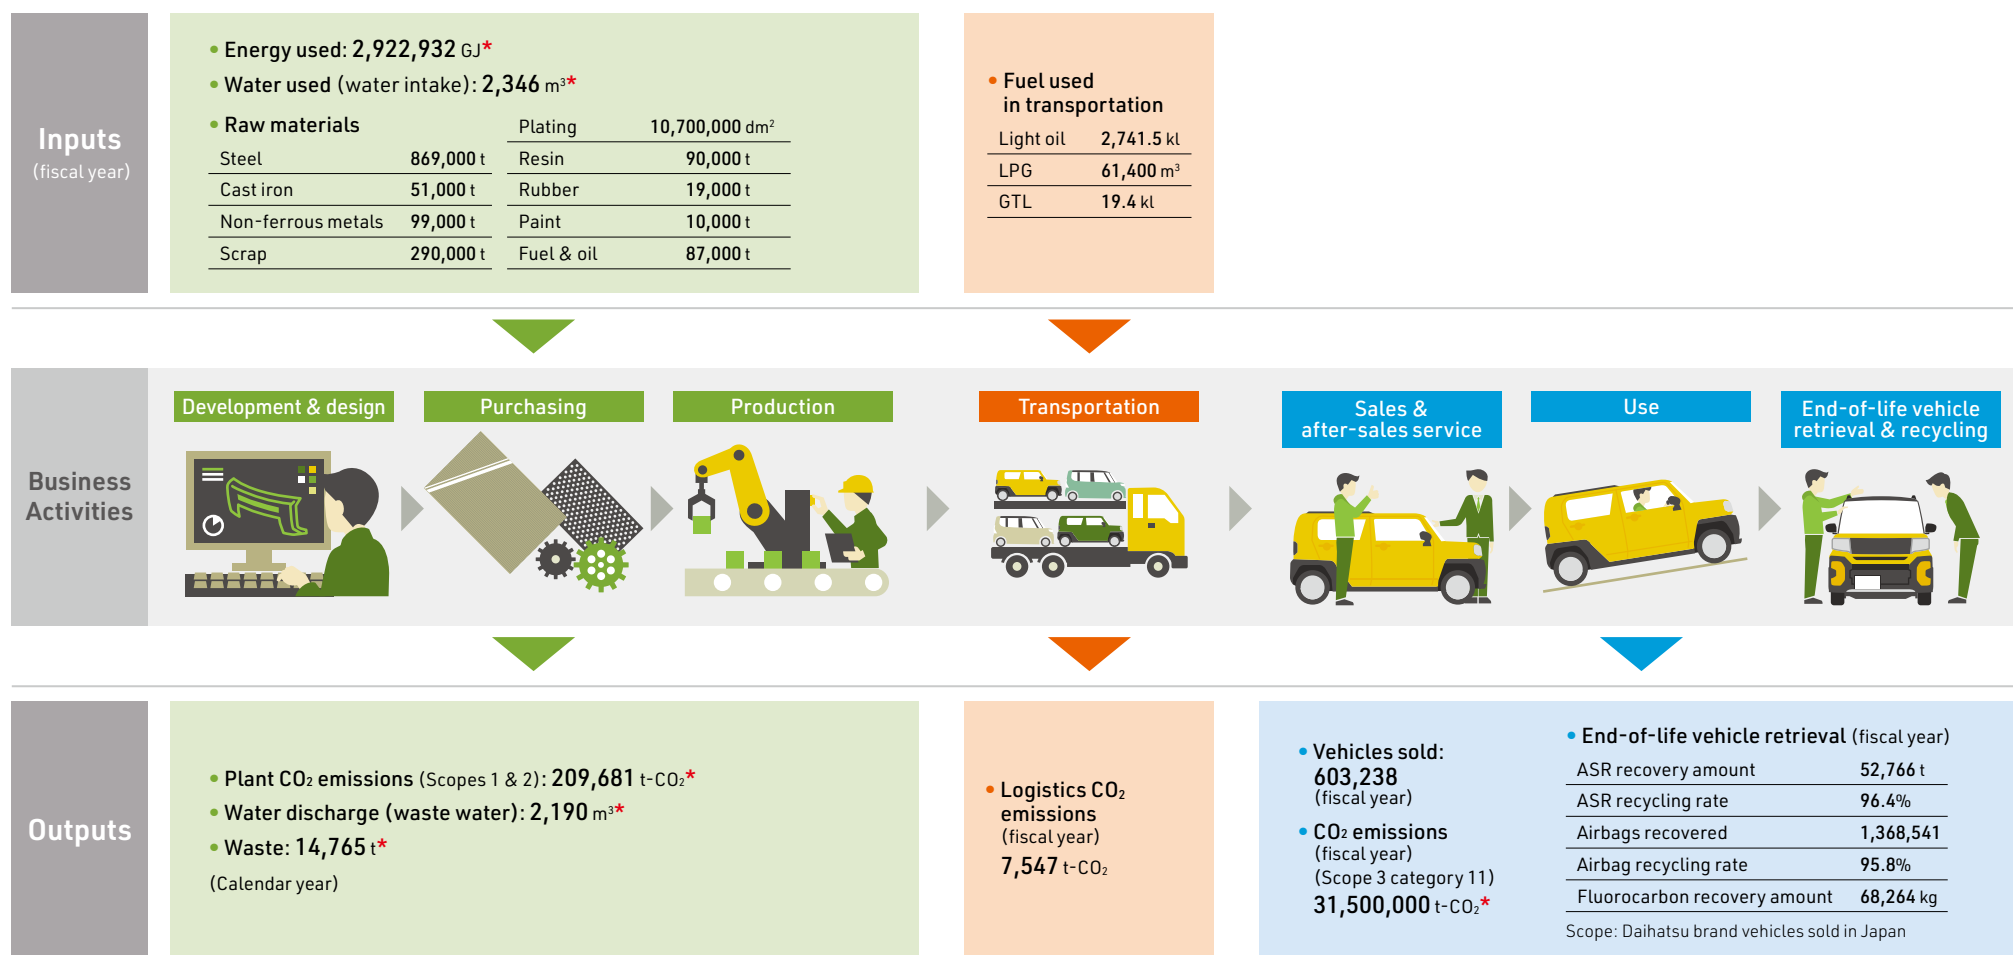 Inputs
(fiscal year)
• Energy used: 2,922,932 GJ*
• Water used (water intake): 2,346 m³*
• Raw materials
Steel 869,000 t
Cast iron 51,000 t
Non-ferrous metals 99,000 t
Scrap 290,000 t
Plating 10,700,000 dm²
Resin 90,000 t
Rubber 19,000 t
Paint 10,000 t
Fuel & oil 87,000 t
• Fuel used
in transportation
Light oil 2,741.5 kl
LPG 61,400 m³
GTL 19.4 kl
Business
Activities
Development & design
Purchasing
Production
Transportation
Sales &
after-sales service
Use
End-of-life vehicle
retrieval & recycling
Outputs
• Plant CO₂ emissions (Scopes 1 & 2): 209,681 t-CO₂*
• Water discharge (waste water): 2,190 m³*
• Waste: 14,765 t*
(Calendar year)
• Logistics CO₂
emissions
(fiscal year)
7,547 t-CO₂
• Vehicles sold:
603,238
(fiscal year)
• CO₂ emissions
(fiscal year)
(Scope 3 category 11)
31,500,000 t-CO₂*
• End-of-life vehicle retrieval (fiscal year)
ASR recovery amount 52,766 t
ASR recycling rate 96.4%
Airbags recovered 1,368,541
Airbag recycling rate 95.8%
Fluorocarbon recovery amount 68,264 kg
Scope: Daihatsu brand vehicles sold in Japan